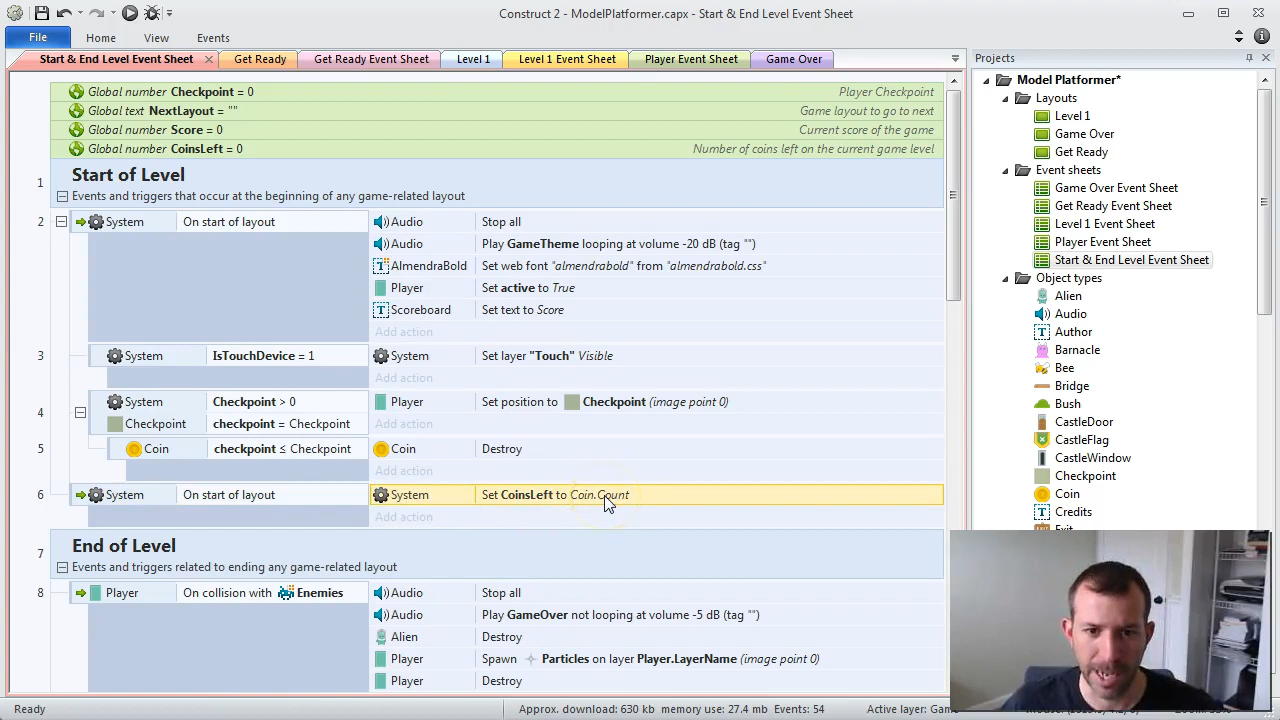 Construct 2 - ModelPlatformer.capx - Start & End Level Event Sheet
File Home View Events
Start & End Level Event Sheet Get Ready Get Ready Event Sheet Level 1 Level 1 Event Sheet Player Event Sheet Game Over
Projects
Global number Checkpoint = 0 Player Checkpoint
Global text NextLayout = "" Game layout to go to next
Global number Score = 0 Current score of the game
Global number CoinsLeft = 0 Number of coins left on the current game level
1 Start of Level
Events and triggers that occur at the beginning of any game-related layout
2 System On start of layout Audio Stop all
Audio Play GameTheme looping at volume -20 dB (tag "")
AlmendraBold Set web font "almendrabold" from "almendrabold.css"
Player Set active to True
Scoreboard Set text to Score
Add action
3 System IsTouchDevice = 1 System Set layer "Touch" Visible
Add action
4 System Checkpoint > 0 Player Set position to Checkpoint (image point 0)
Checkpoint checkpoint = Checkpoint Add action
5 Coin checkpoint ≤ Checkpoint Coin Destroy
Add action
6 System On start of layout System Set CoinsLeft to Coin.Count
Add action
7 End of Level
Events and triggers related to ending any game-related layout
8 Player On collision with Enemies Audio Stop all
Audio Play GameOver not looping at volume -5 dB (tag "")
Alien Destroy
Player Spawn Particles on layer Player.LayerName (image point 0)
Player Destroy
Model Platformer*
Layouts
Level 1
Game Over
Get Ready
Event sheets
Game Over Event Sheet
Get Ready Event Sheet
Level 1 Event Sheet
Player Event Sheet
Start & End Level Event Sheet
Object types
Alien
Audio
Author
Barnacle
Bee
Bridge
Bush
CastleDoor
CastleFlag
CastleWindow
Checkpoint
Coin
Credits
Ready Approx. download: 630 kb memory use: 27.4 mb Events: 54 Active layer: